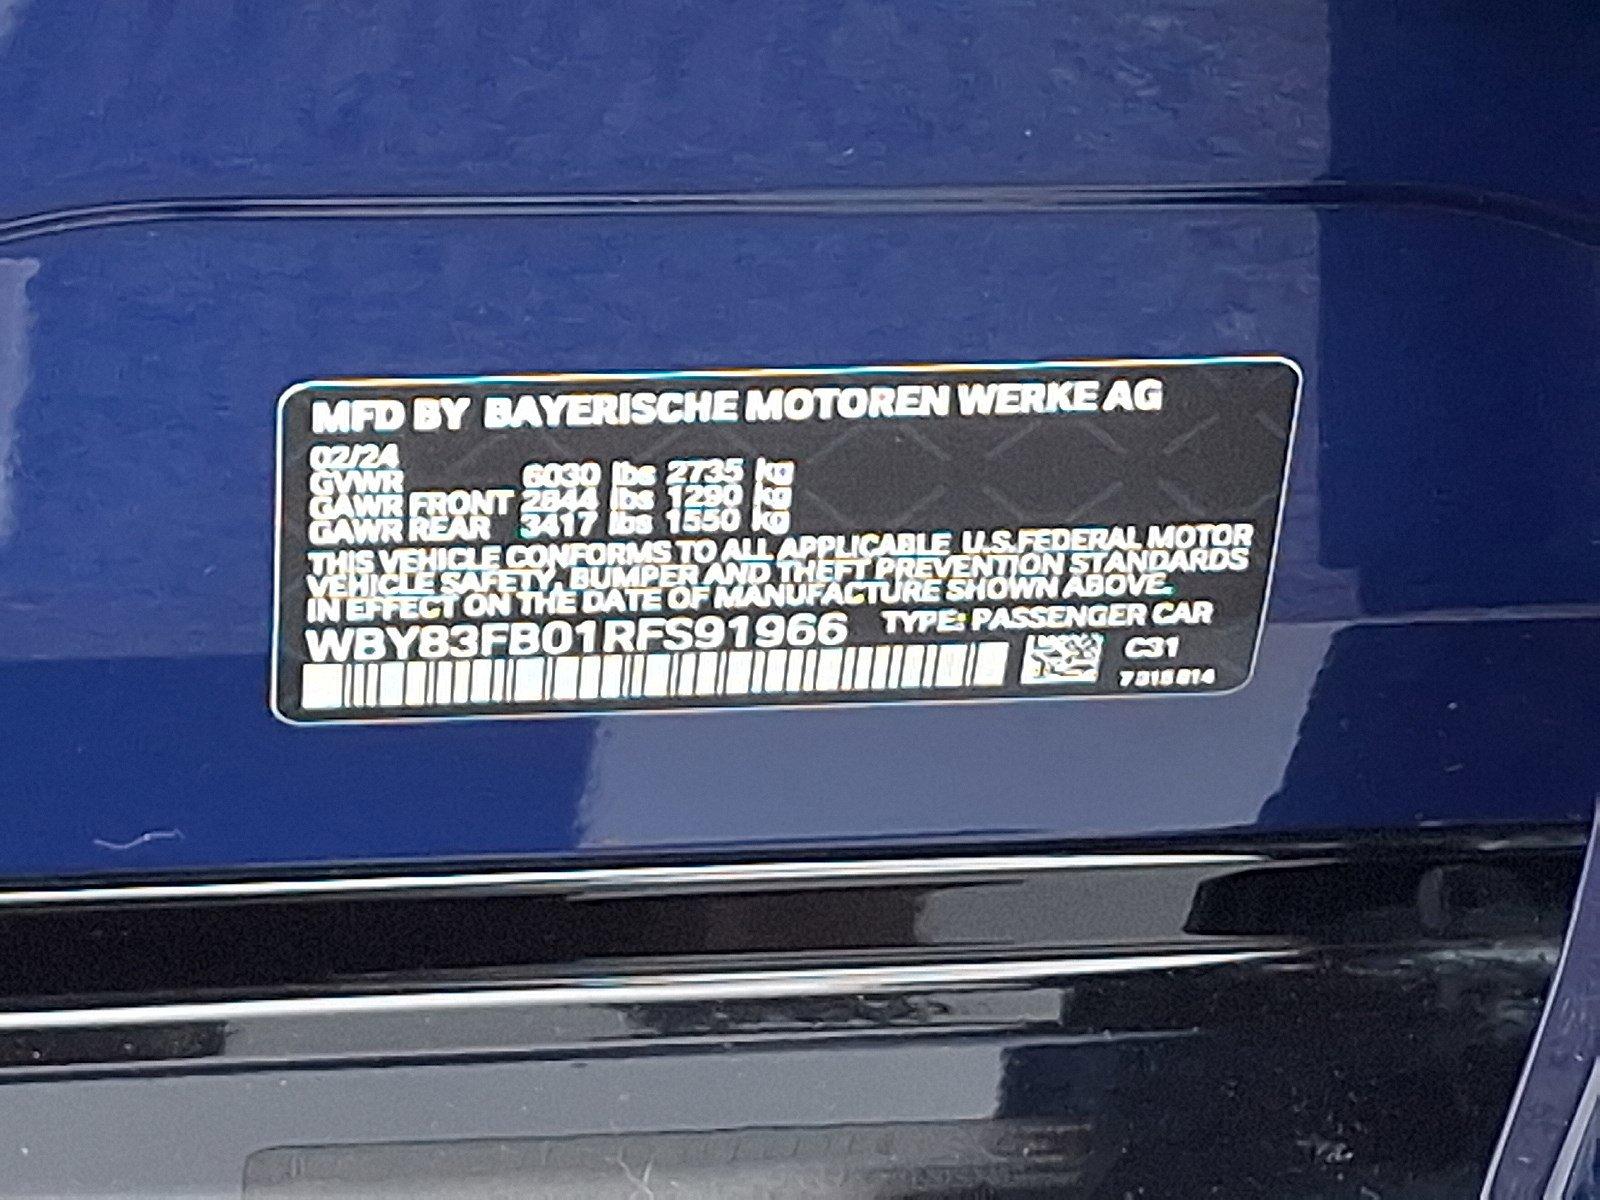 MFD BY BAYERISCHE MOTOREN WERKE AG
02/24
GVWR 6030 lbs 2735 kg
GAWR FRONT 2844 lbs 1290 kg
GAWR REAR 3417 lbs 1550 kg
THIS VEHICLE CONFORMS TO ALL APPLICABLE U.S.FEDERAL MOTOR
VEHICLE SAFETY, BUMPER AND THEFT PREVENTION STANDARDS
IN EFFECT ON THE DATE OF MANUFACTURE SHOWN ABOVE.
WBY83FB01RFS91966 TYPE: PASSENGER CAR
C31